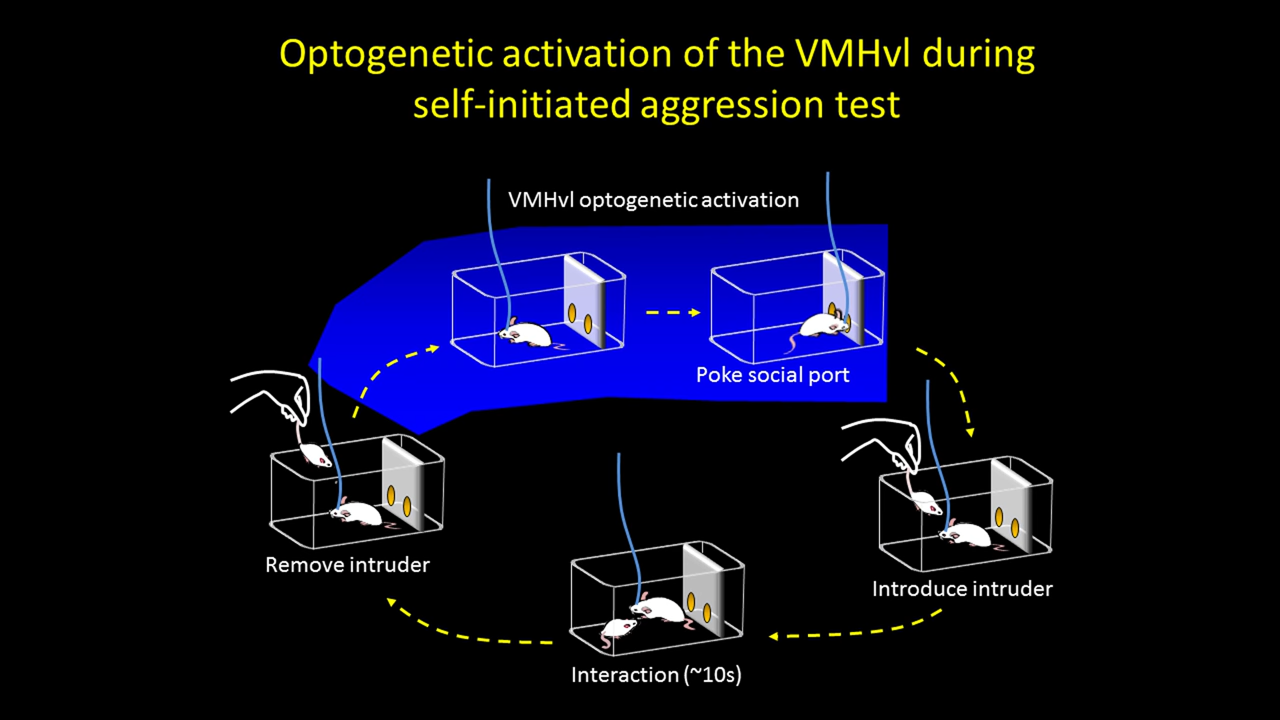 Optogenetic activation of the VMHvl during
self-initiated aggression test
VMHvl optogenetic activation
Poke social port
Remove intruder
Introduce intruder
Interaction (~10s)